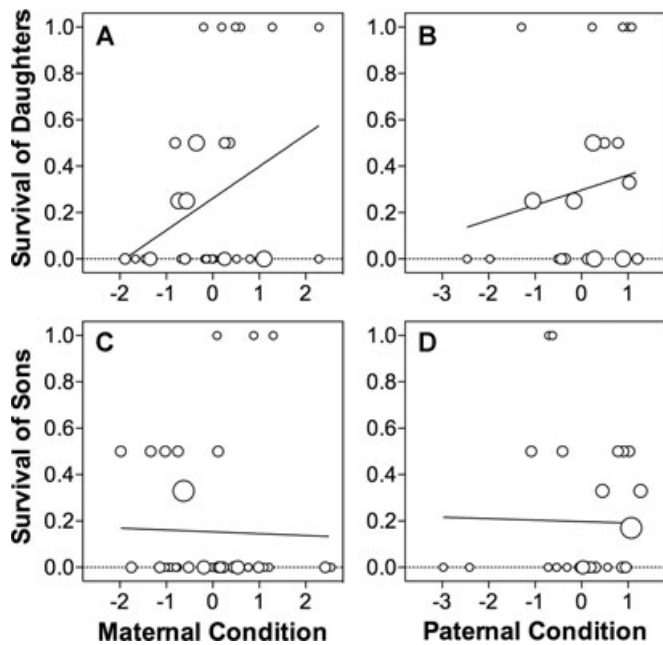 Survival of Daughters
A
B
1.0
0.8
0.6
0.4
0.2
0.0
1.0
0.8
0.6
0.4
0.2
0.0
-2 -1 0 1 2
-3 -2 -1 0 1
Survival of Sons
C
D
1.0
0.8
0.6
0.4
0.2
0.0
1.0
0.8
0.6
0.4
0.2
0.0
-2 -1 0 1 2
-3 -2 -1 0 1
Maternal Condition
Paternal Condition